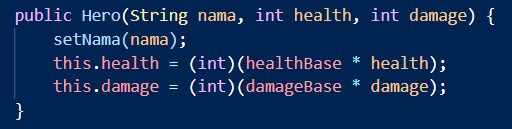 public Hero(String nama, int health, int damage) {
    setNama(nama);
    this.health = (int)(healthBase * health);
    this.damage = (int)(damageBase * damage);
}